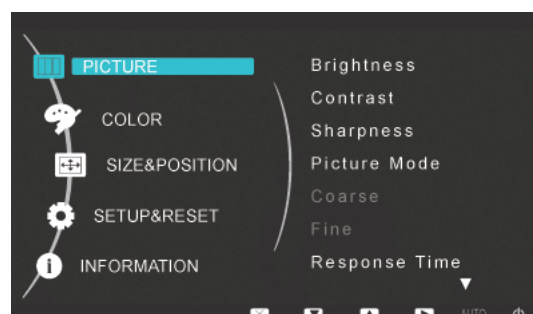 PICTURE
COLOR
SIZE&POSITION
SETUP&RESET
INFORMATION
Brightness
Contrast
Sharpness
Picture Mode
Coarse
Fine
Response Time
AUTO